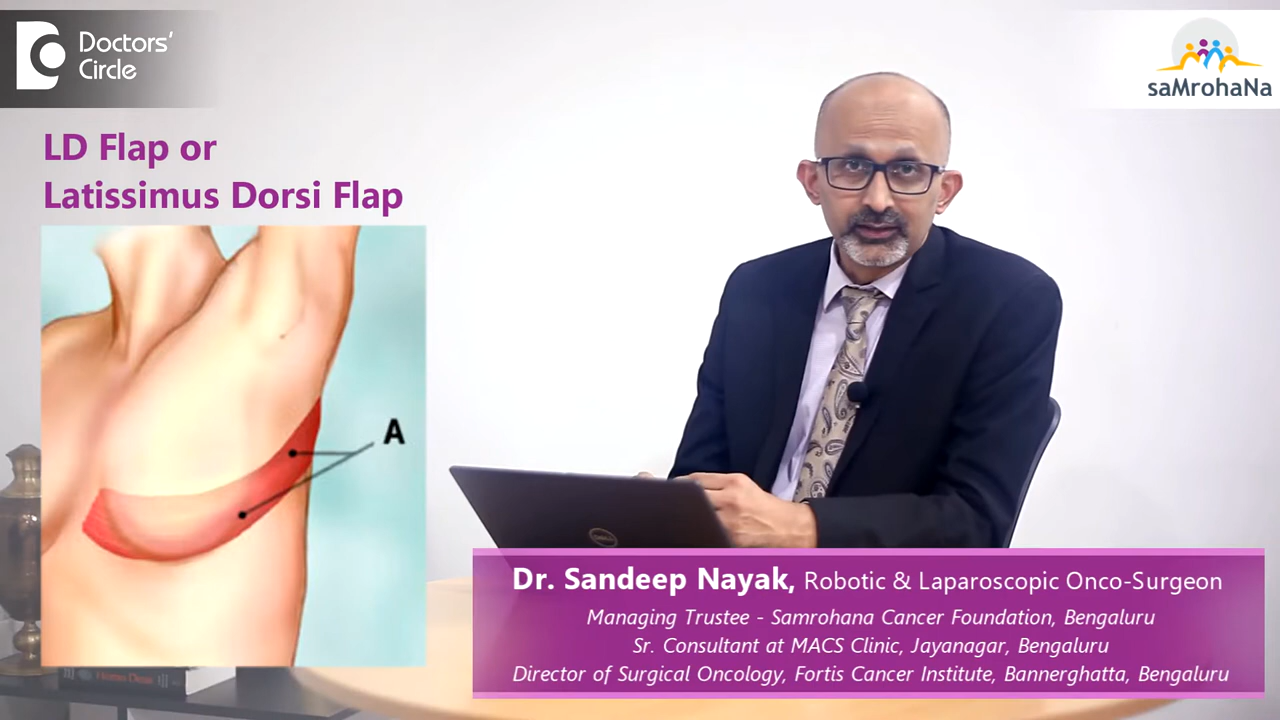 Doctors'
Circle
saMrohaNa
LD Flap or
Latissimus Dorsi Flap
A
DELL
Dr. Sandeep Nayak, Robotic & Laparoscopic Onco-Surgeon
Managing Trustee - Samrohana Cancer Foundation, Bengaluru
Sr. Consultant at MACS Clinic, Jayanagar, Bengaluru
Director of Surgical Oncology, Fortis Cancer Institute, Bannerghatta, Bengaluru